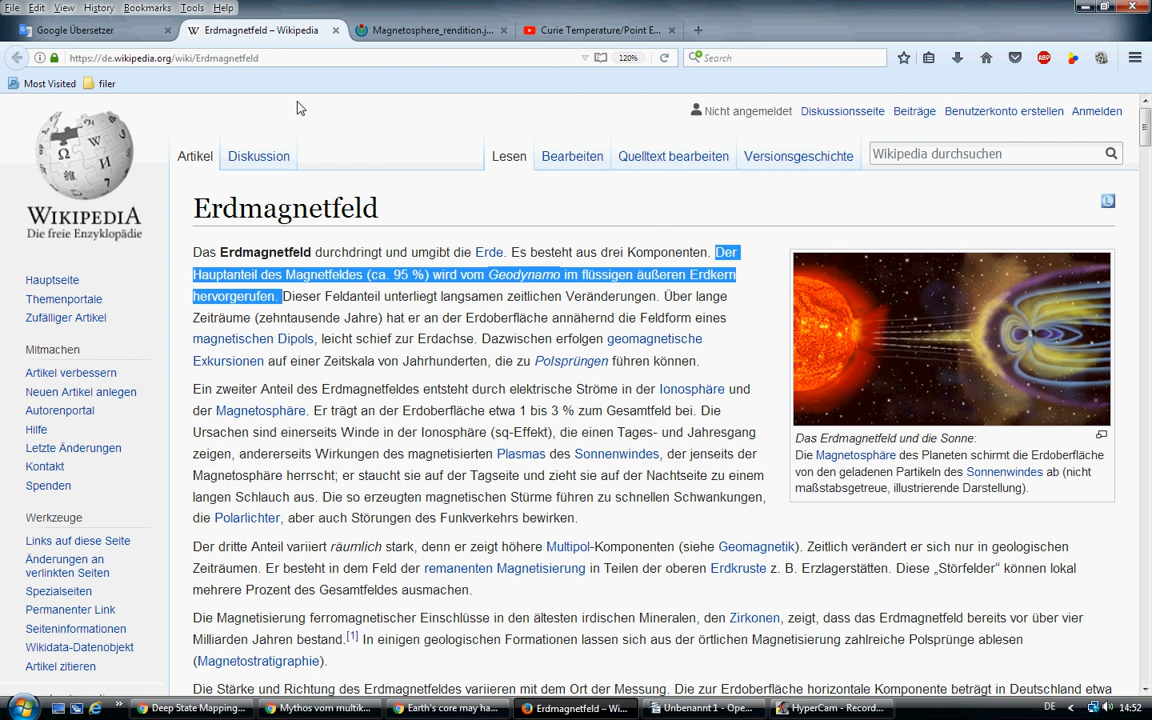 File Edit View History Bookmarks Tools Help
Google Übersetzer
Erdmagnetfeld – Wikipedia
Magnetosphere_rendition.j...
Curie Temperature/Point E...
https://de.wikipedia.org/wiki/Erdmagnetfeld
120%
Search
Most Visited
filer
Nicht angemeldet Diskussionsseite Beiträge Benutzerkonto erstellen Anmelden
Artikel Diskussion Lesen Bearbeiten Quelltext bearbeiten Versionsgeschichte
Wikipedia durchsuchen
WIKIPEDIA
Die freie Enzyklopädie
Hauptseite
Themenportale
Zufälliger Artikel
Mitmachen
Artikel verbessern
Neuen Artikel anlegen
Autorenportal
Hilfe
Letzte Änderungen
Kontakt
Spenden
Werkzeuge
Links auf diese Seite
Änderungen an
verlinkten Seiten
Spezialseiten
Permanenter Link
Seiteninformationen
Wikidata-Datenobjekt
Artikel zitieren
Erdmagnetfeld
Das Erdmagnetfeld durchdringt und umgibt die Erde. Es besteht aus drei Komponenten. Der
Hauptanteil des Magnetfeldes (ca. 95 %) wird vom Geodynamo im flüssigen äußeren Erdkern
hervorgerufen. Dieser Feldanteil unterliegt langsamen zeitlichen Veränderungen. Über lange
Zeiträume (zehntausende Jahre) hat er an der Erdoberfläche annähernd die Feldform eines
magnetischen Dipols, leicht schief zur Erdachse. Dazwischen erfolgen geomagnetische
Exkursionen auf einer Zeitskala von Jahrhunderten, die zu Polsprüngen führen können.
Ein zweiter Anteil des Erdmagnetfeldes entsteht durch elektrische Ströme in der Ionosphäre und
der Magnetosphäre. Er trägt an der Erdoberfläche etwa 1 bis 3 % zum Gesamtfeld bei. Die
Ursachen sind einerseits Winde in der Ionosphäre (sq-Effekt), die einen Tages- und Jahresgang
zeigen, andererseits Wirkungen des magnetisierten Plasmas des Sonnenwindes, der jenseits der
Magnetosphäre herrscht; er staucht sie auf der Tagseite und zieht sie auf der Nachtseite zu einem
langen Schlauch aus. Die so erzeugten magnetischen Stürme führen zu schnellen Schwankungen,
die Polarlichter, aber auch Störungen des Funkverkehrs bewirken.
Das Erdmagnetfeld und die Sonne:
Die Magnetosphäre des Planeten schirmt die Erdoberfläche
von den geladenen Partikeln des Sonnenwindes ab (nicht
maßstabsgetreue, illustrierende Darstellung).
Der dritte Anteil variiert räumlich stark, denn er zeigt höhere Multipol-Komponenten (siehe Geomagnetik). Zeitlich verändert er sich nur in geologischen
Zeiträumen. Er besteht in dem Feld der remanenten Magnetisierung in Teilen der oberen Erdkruste z. B. Erzlagerstätten. Diese „Störfelder“ können lokal
mehrere Prozent des Gesamtfeldes ausmachen.
Die Magnetisierung ferromagnetischer Einschlüsse in den ältesten irdischen Mineralen, den Zirkonen, zeigt, dass das Erdmagnetfeld bereits vor über vier
Milliarden Jahren bestand.[1] In einigen geologischen Formationen lassen sich aus der örtlichen Magnetisierung zahlreiche Polsprünge ablesen
(Magnetostratigraphie).
Die Stärke und Richtung des Erdmagnetfeldes variieren mit dem Ort der Messung. Die zur Erdoberfläche horizontale Komponente beträgt in Deutschland etwa
Deep State Mapping...
Mythos vom multik...
Earth's core may ha...
Erdmagnetfeld – Wi...
Unbenannt 1 - Ope...
HyperCam - Record...
DE
14:52